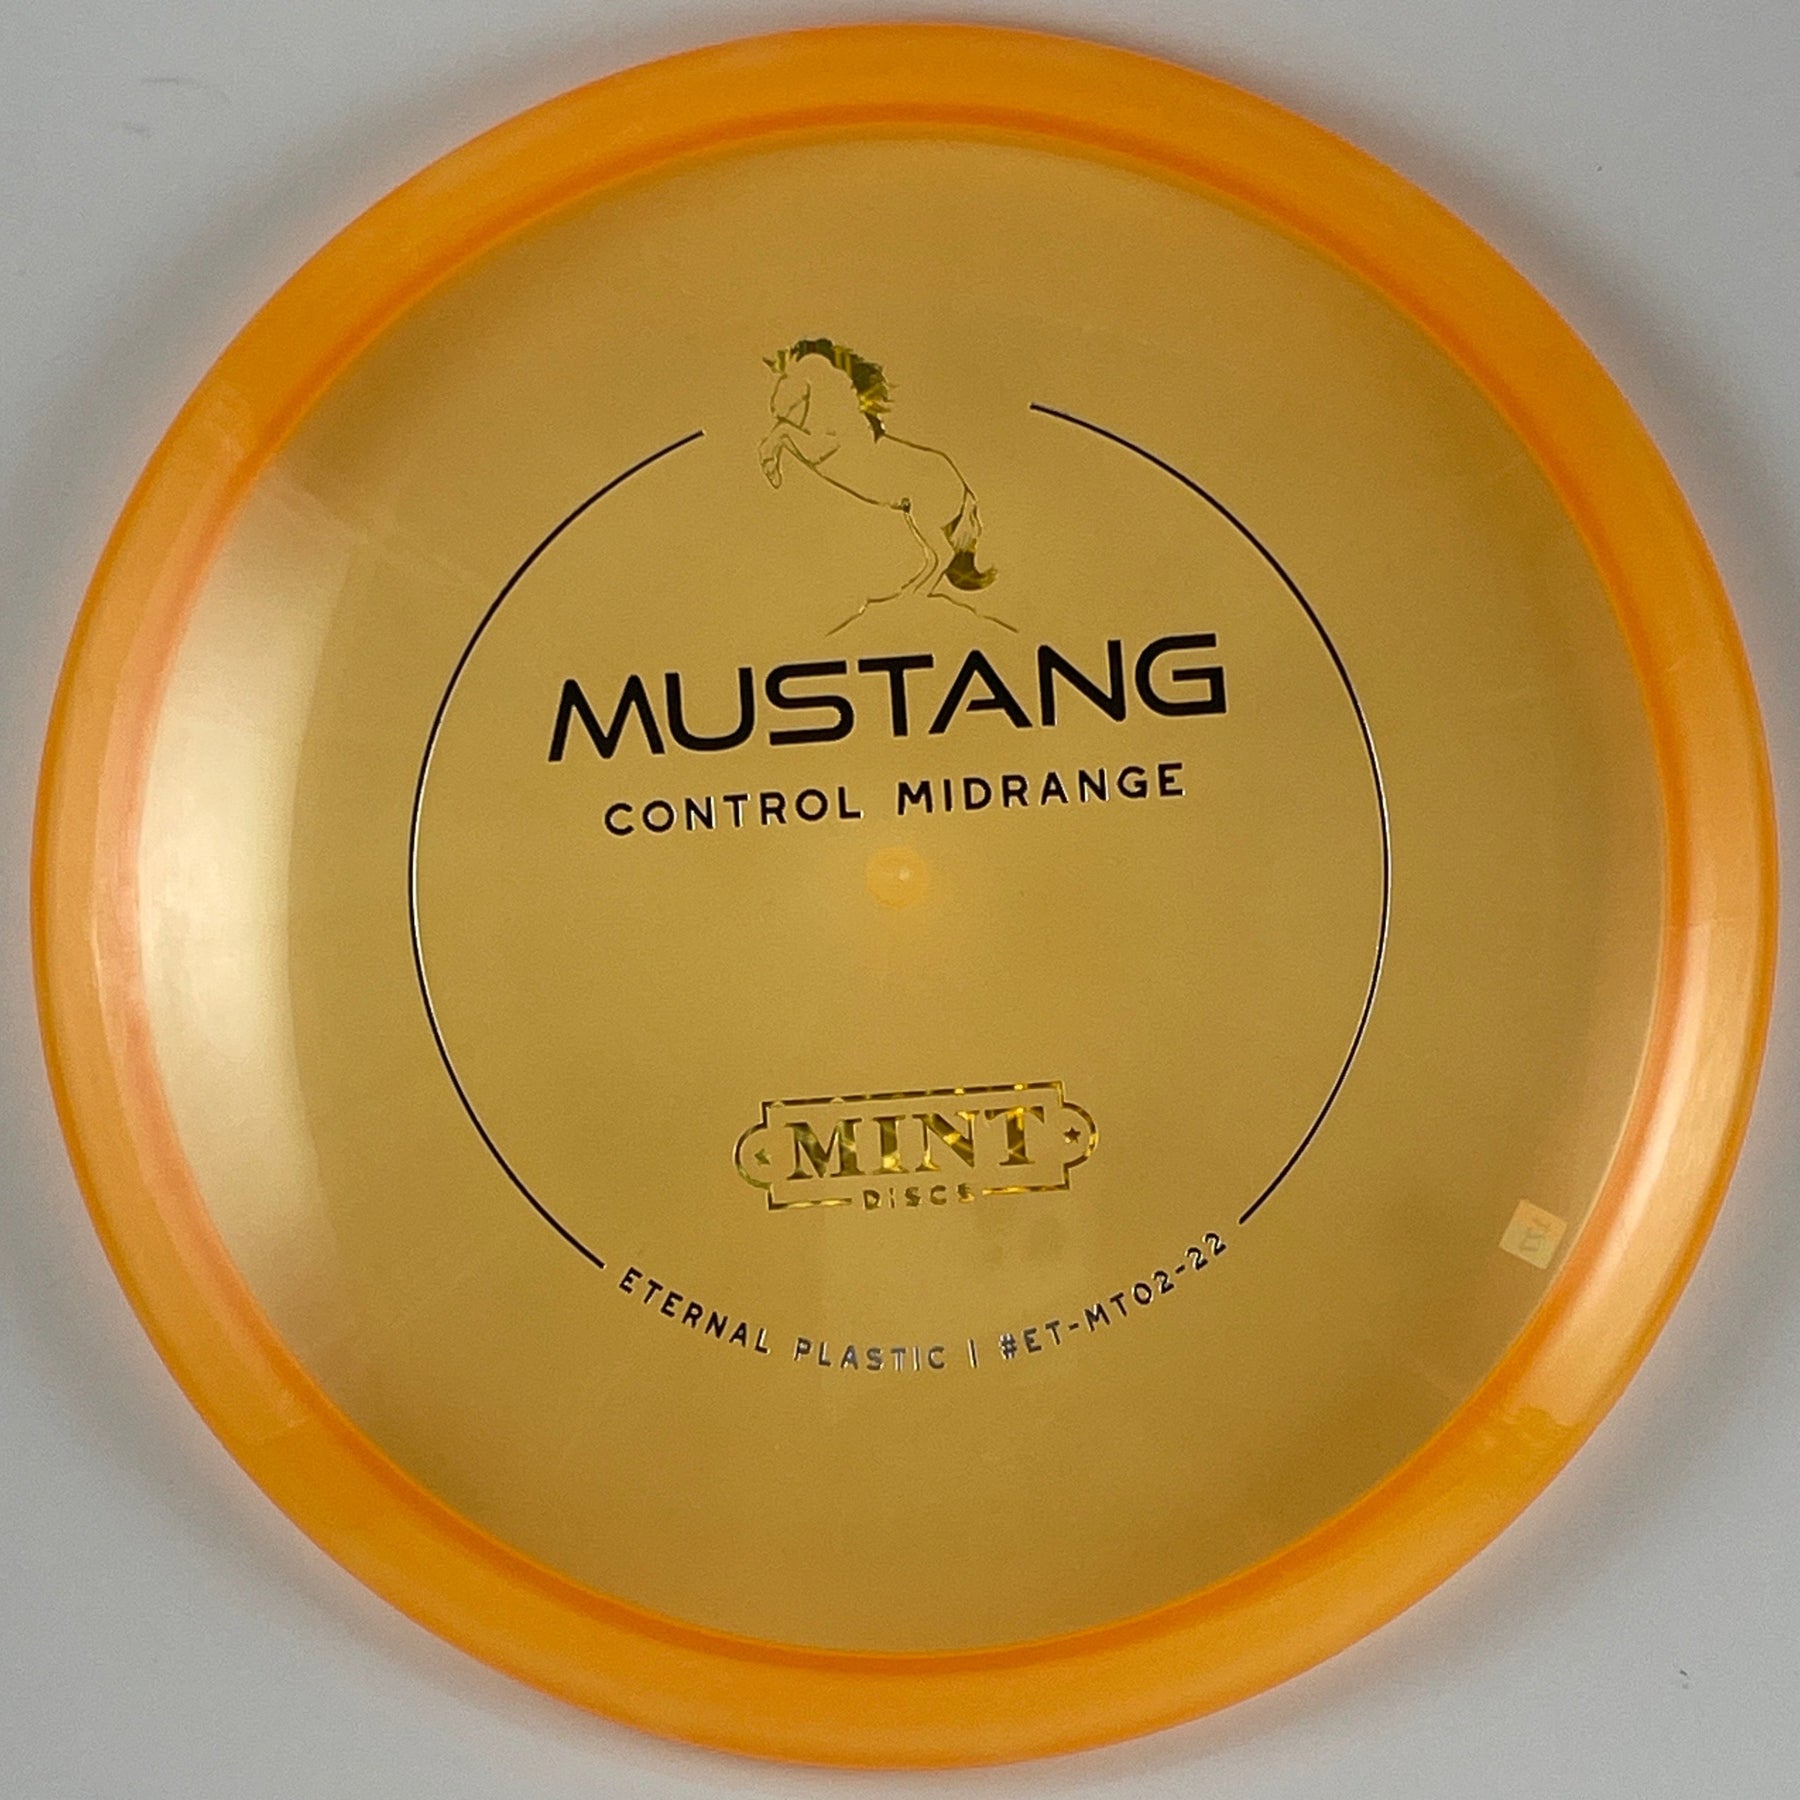 MUSTANG
CONTROL MIDRANGE
MINT
DISCS
ETERNAL PLASTIC | #ET-MT02-22